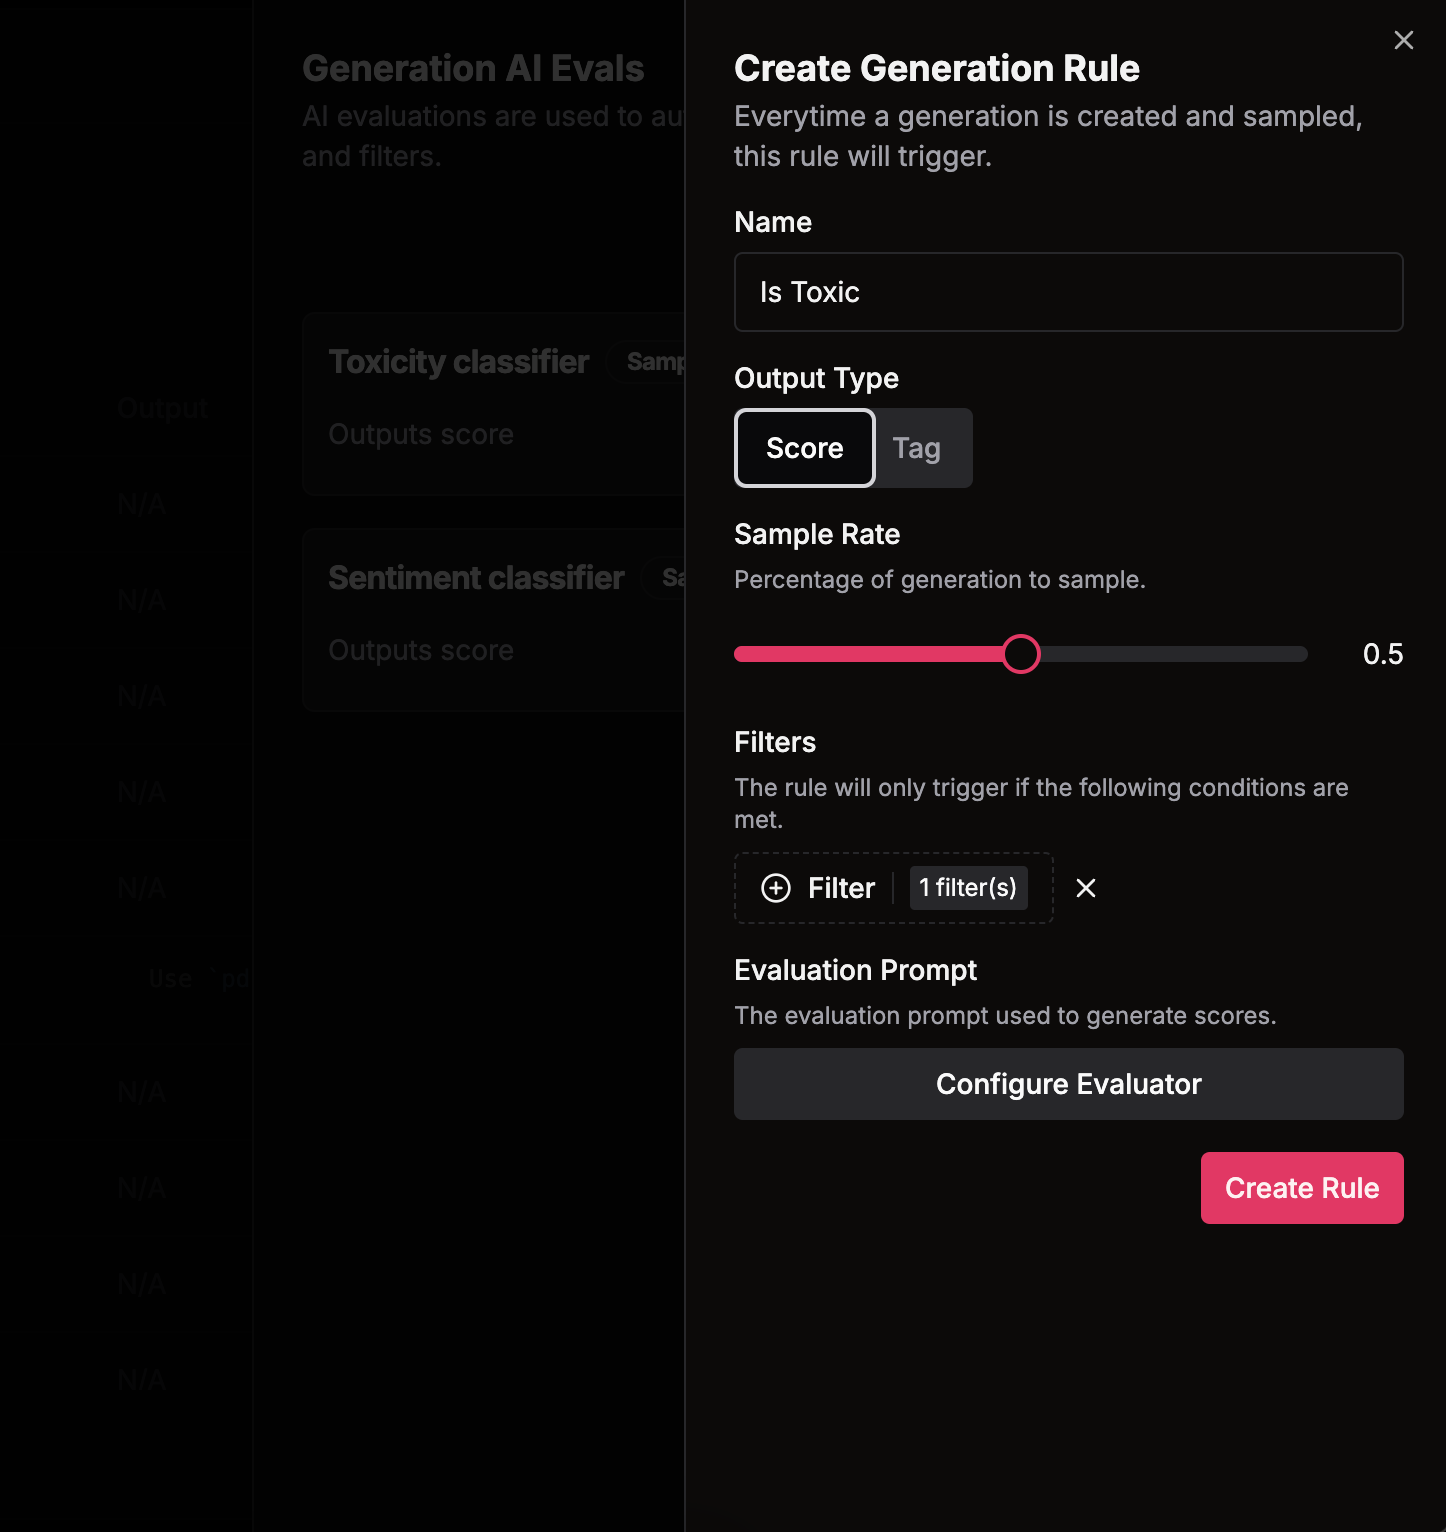 Generation AI Evals
AI evaluations are used to au
and filters.
Toxicity classifier
Samp
Outputs score
Sentiment classifier
Sa
Outputs score
Output
N/A
N/A
N/A
N/A
N/A
Use `pd
N/A
N/A
N/A
N/A
Create Generation Rule
Everytime a generation is created and sampled,
this rule will trigger.
Name
Is Toxic
Output Type
Score Tag
Sample Rate
Percentage of generation to sample.
0.5
Filters
The rule will only trigger if the following conditions are
met.
Filter 1 filter(s)
Evaluation Prompt
The evaluation prompt used to generate scores.
Configure Evaluator
Create Rule